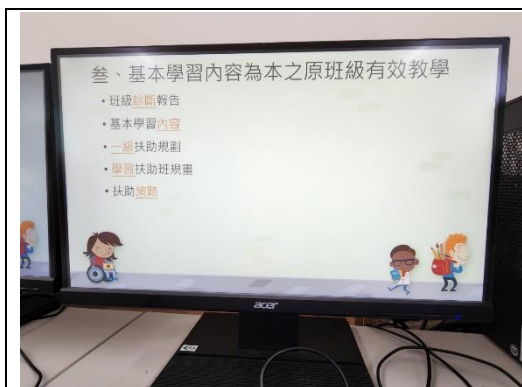 叁、基本學習內容為本之原班級有效教學
• 班級診斷報告
• 基本學習內容
• 一級扶助規劃
• 學習扶助班規畫
• 扶助策略
acer